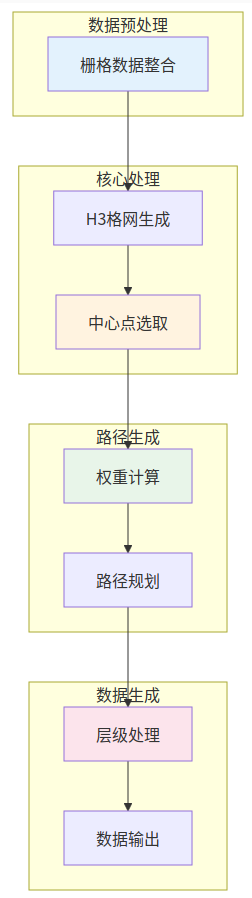 数据预处理
栅格数据整合
核心处理
H3格网生成
中心点选取
路径生成
权重计算
路径规划
数据生成
层级处理
数据输出